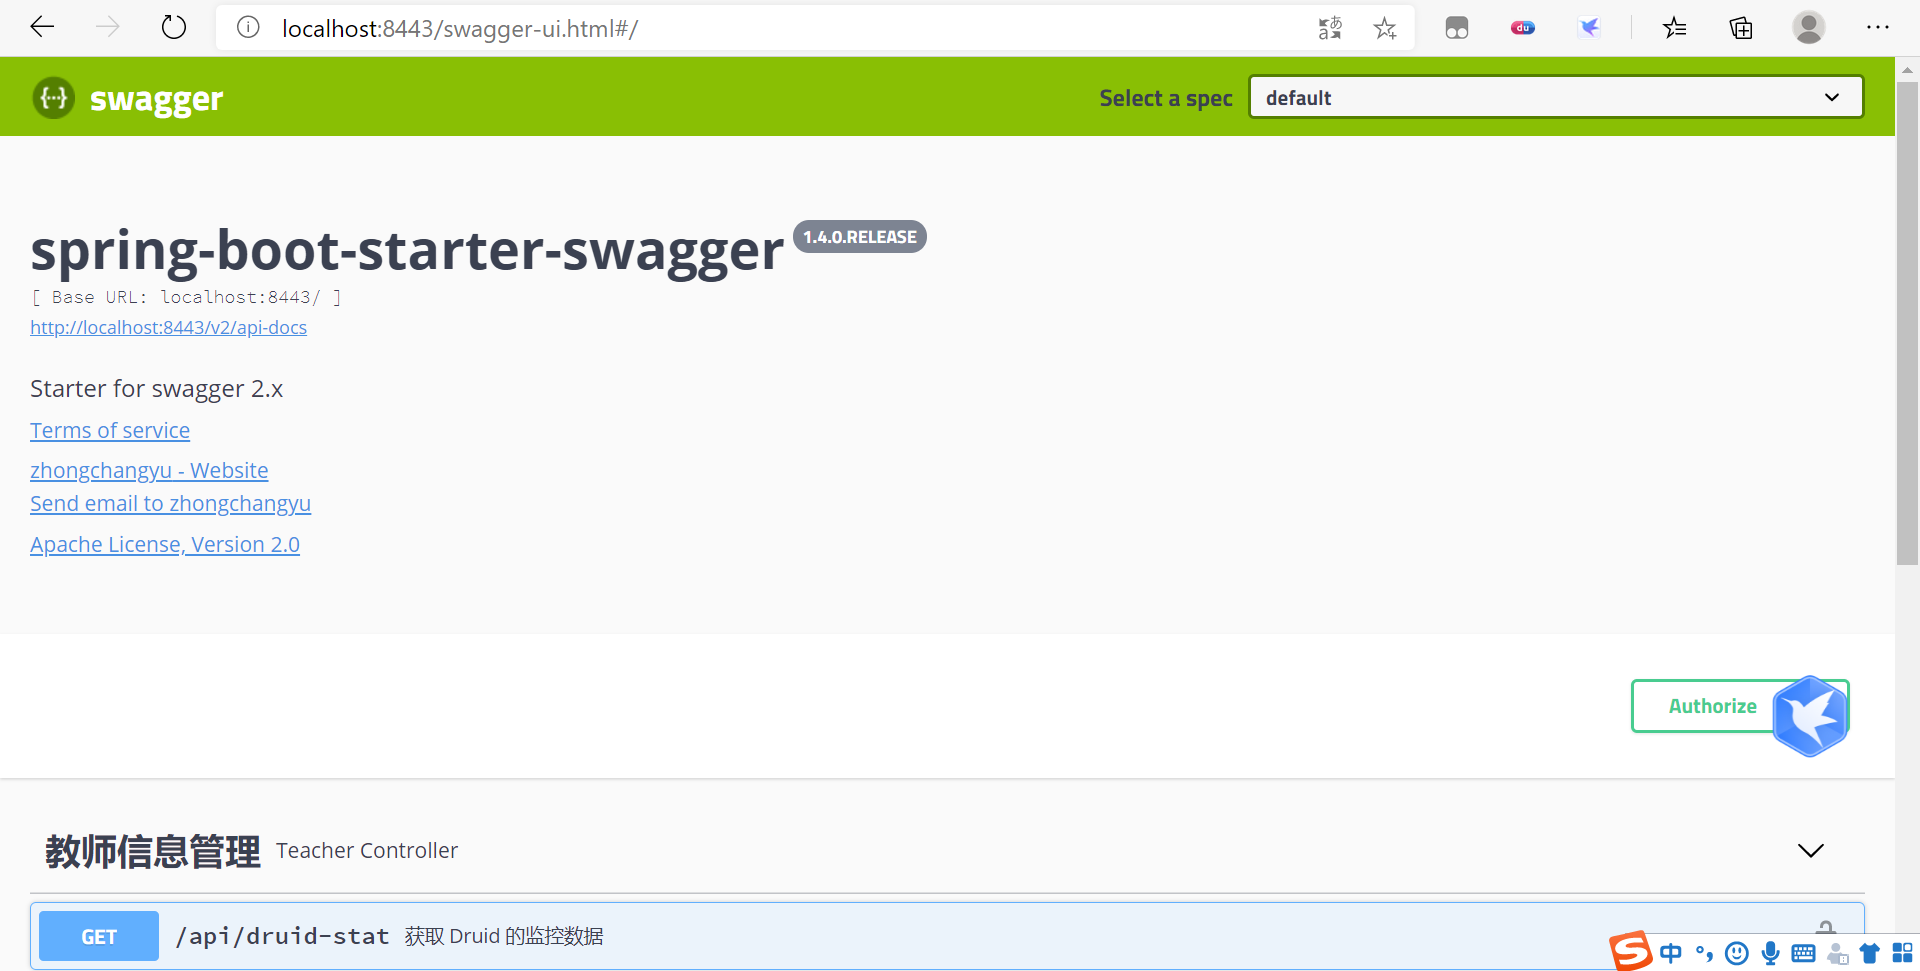 localhost:8443/swagger-ui.html#/
du
swagger
Select a spec
default
spring-boot-starter-swagger 1.4.0.RELEASE
[ Base URL: localhost:8443/ ]
http://localhost:8443/v2/api-docs
Starter for swagger 2.x
Terms of service
zhongchangyu - Website
Send email to zhongchangyu
Apache License, Version 2.0
Authorize
教师信息管理 Teacher Controller
GET /api/druid-stat 获取 Druid 的监控数据
中